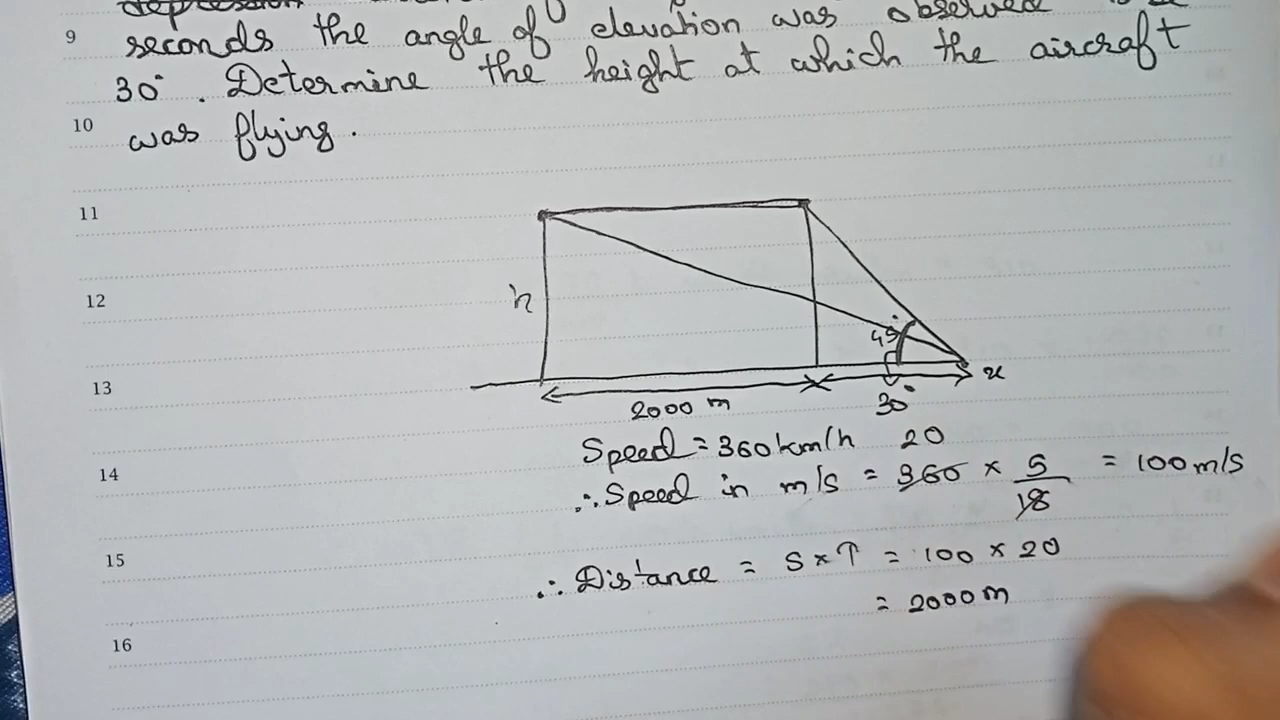 depression
9 seconds the angle of elevation was observed
30° . Determine the height at which the aircraft
10 was flying.
11
12 h 45°
13 x
2000 m 30°
Speed = 360 km/h 20
14 ∴ Speed in m/s = 360 × 5/18 = 100 m/s
15 ∴ Distance = S × T = 100 × 20
= 2000 m
16